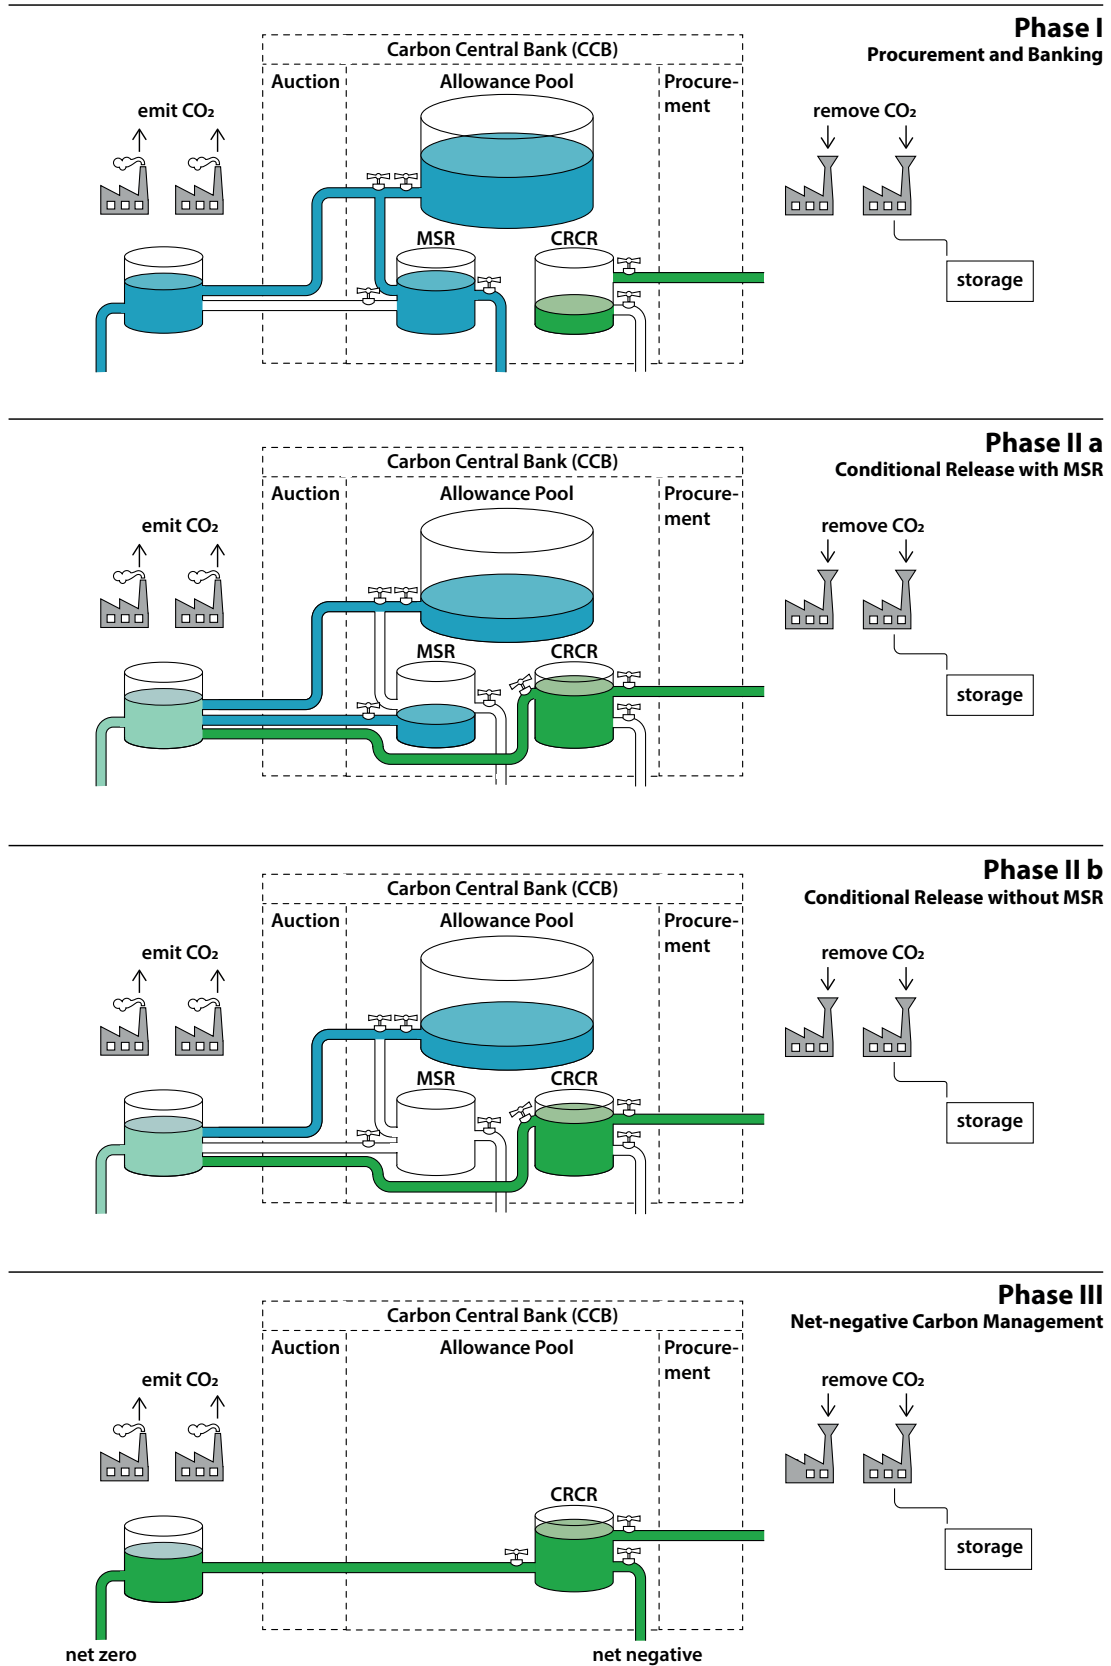 Phase I
Procurement and Banking
Carbon Central Bank (CCB)
Auction
Allowance Pool
Procure-
ment
emit CO₂
remove CO₂
MSR
CRCR
storage
Phase II a
Conditional Release with MSR
Carbon Central Bank (CCB)
Auction
Allowance Pool
Procure-
ment
emit CO₂
remove CO₂
MSR
CRCR
storage
Phase II b
Conditional Release without MSR
Carbon Central Bank (CCB)
Auction
Allowance Pool
Procure-
ment
emit CO₂
remove CO₂
MSR
CRCR
storage
Phase III
Net-negative Carbon Management
Carbon Central Bank (CCB)
Auction
Allowance Pool
Procure-
ment
emit CO₂
remove CO₂
CRCR
storage
net zero
net negative